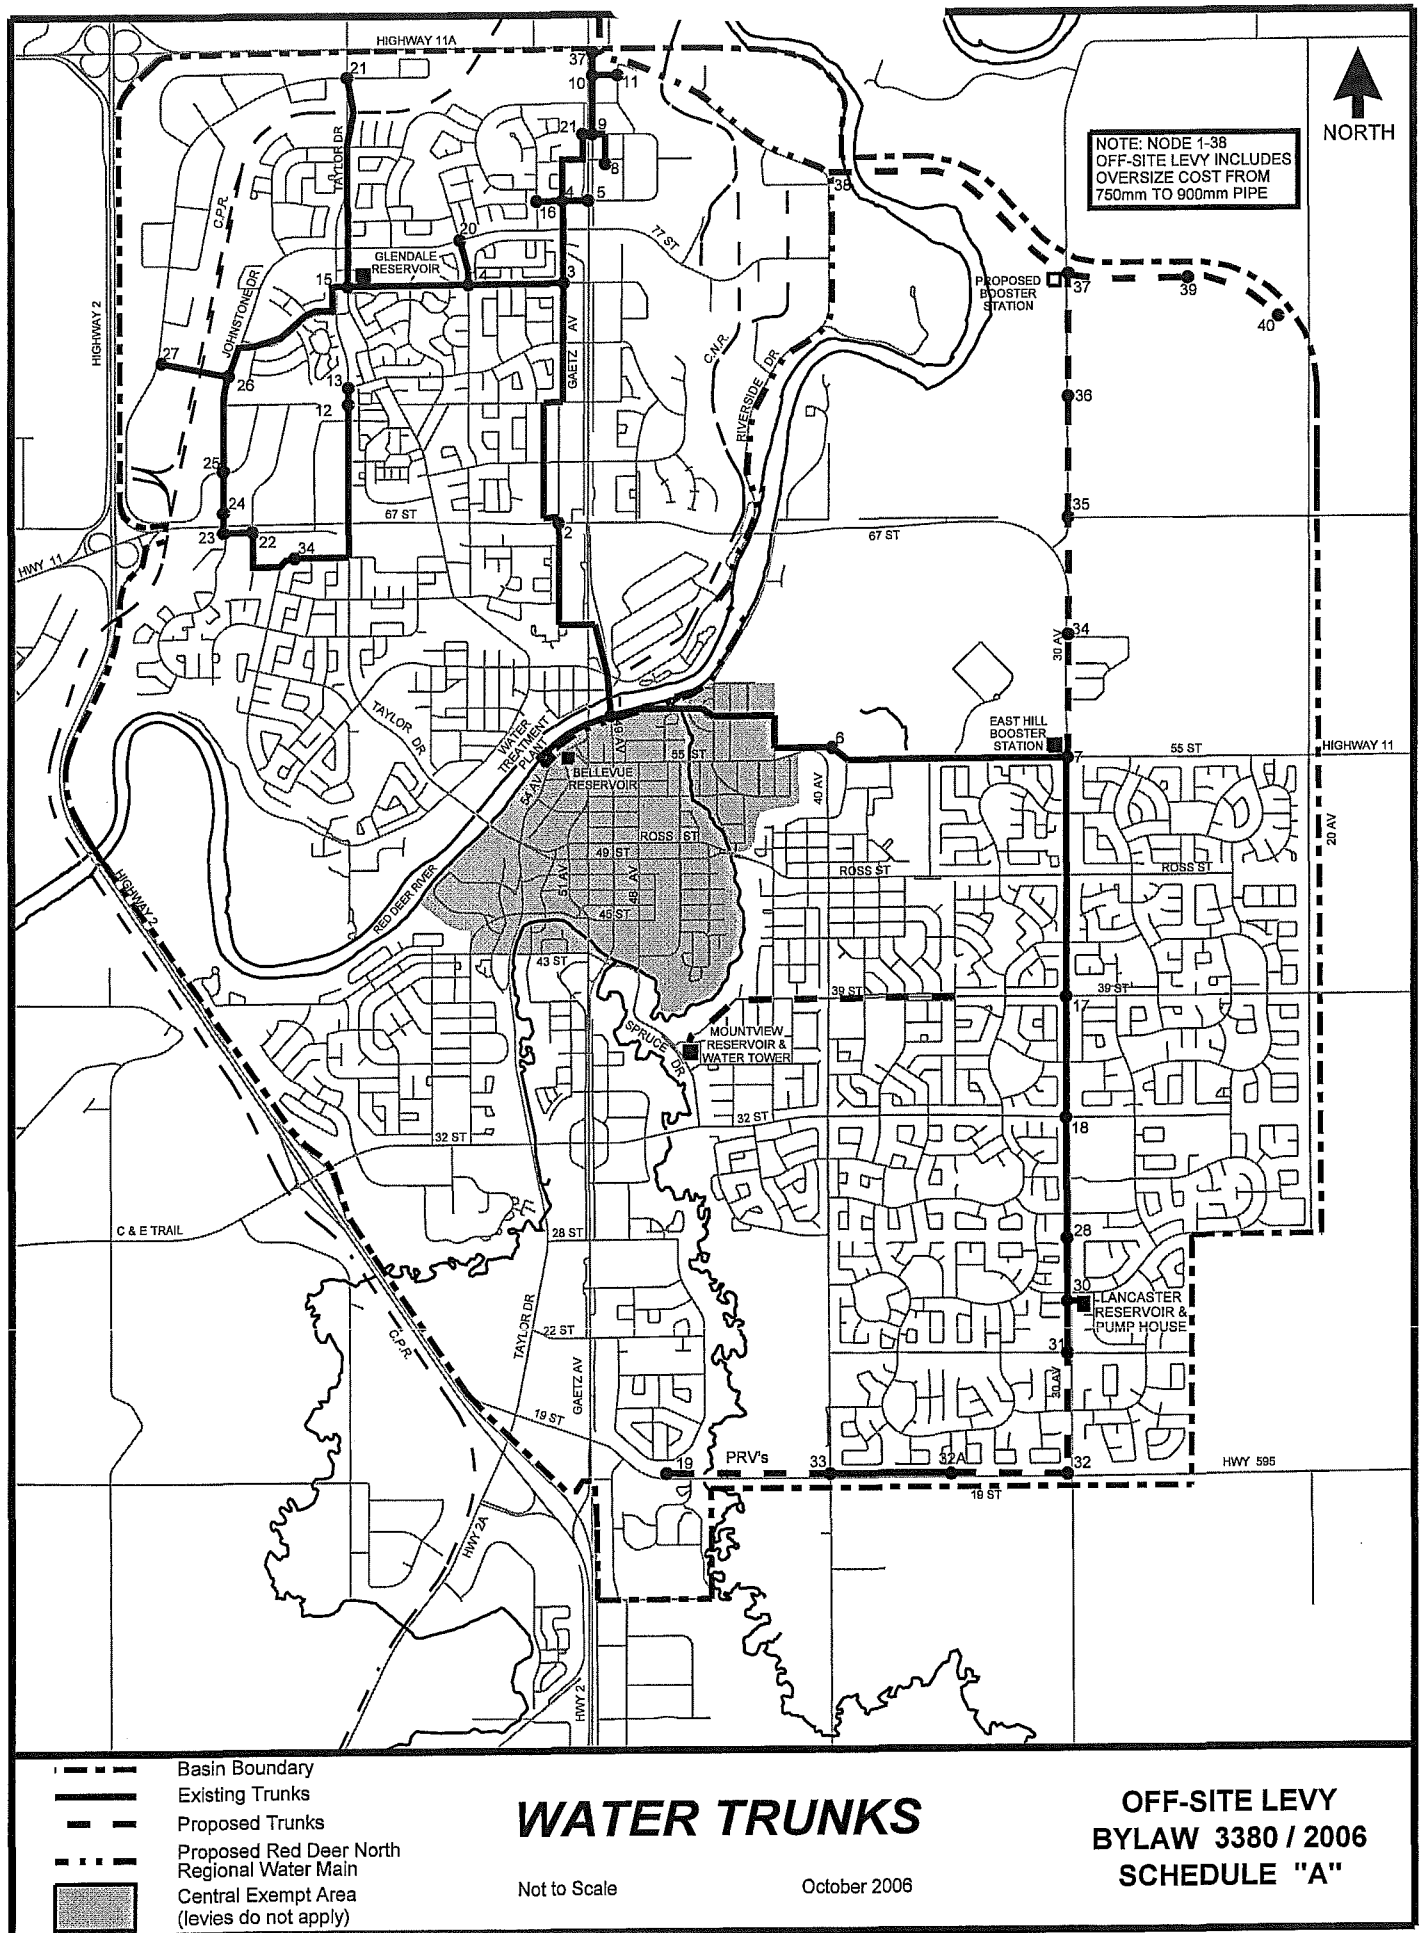 HIGHWAY 11A
37
10
11
21
TAYLOR DR
21
9
8
NORTH
NOTE: NODE 1-38
OFF-SITE LEVY INCLUDES
OVERSIZE COST FROM
750mm TO 900mm PIPE
38
C.P.R.
16
4
5
20
77 ST
GLENDALE
RESERVOIR
15
14
3
PROPOSED
BOOSTER
STATION
37
39
40
HIGHWAY 2
JOHNSTONE DR
GAETZ AV
C.N.R.
RIVERSIDE DR
27
26
13
12
36
25
24
67 ST
2
35
23
22
34
67 ST
HWY 11
34
30 AV
TAYLOR DR
WATER
TREATMENT
PLANT
EAST HILL
BOOSTER
STATION
6
7
55 ST
HIGHWAY 11
55 ST
BELLEVUE
RESERVOIR
54 AV
40 AV
20 AV
ROSS ST
49 ST
51 AV
48 AV
45 ST
ROSS ST
ROSS ST
HIGHWAY 2
RED DEER RIVER
43 ST
39 ST
39 ST
17
SPRUCE DR
MOUNTVIEW
RESERVOIR &
WATER TOWER
32 ST
32 ST
18
C & E TRAIL
28 ST
28
30
LANCASTER
RESERVOIR &
PUMP HOUSE
C.P.R.
TAYLOR DR
22 ST
GAETZ AV
31
30 AV
19 ST
19
PRV's
33
32A
32
HWY 595
19 ST
HWY 2A
HWY 2
Basin Boundary
Existing Trunks
Proposed Trunks
Proposed Red Deer North
Regional Water Main
Central Exempt Area
(levies do not apply)
WATER TRUNKS
Not to Scale
October 2006
OFF-SITE LEVY
BYLAW 3380 / 2006
SCHEDULE "A"